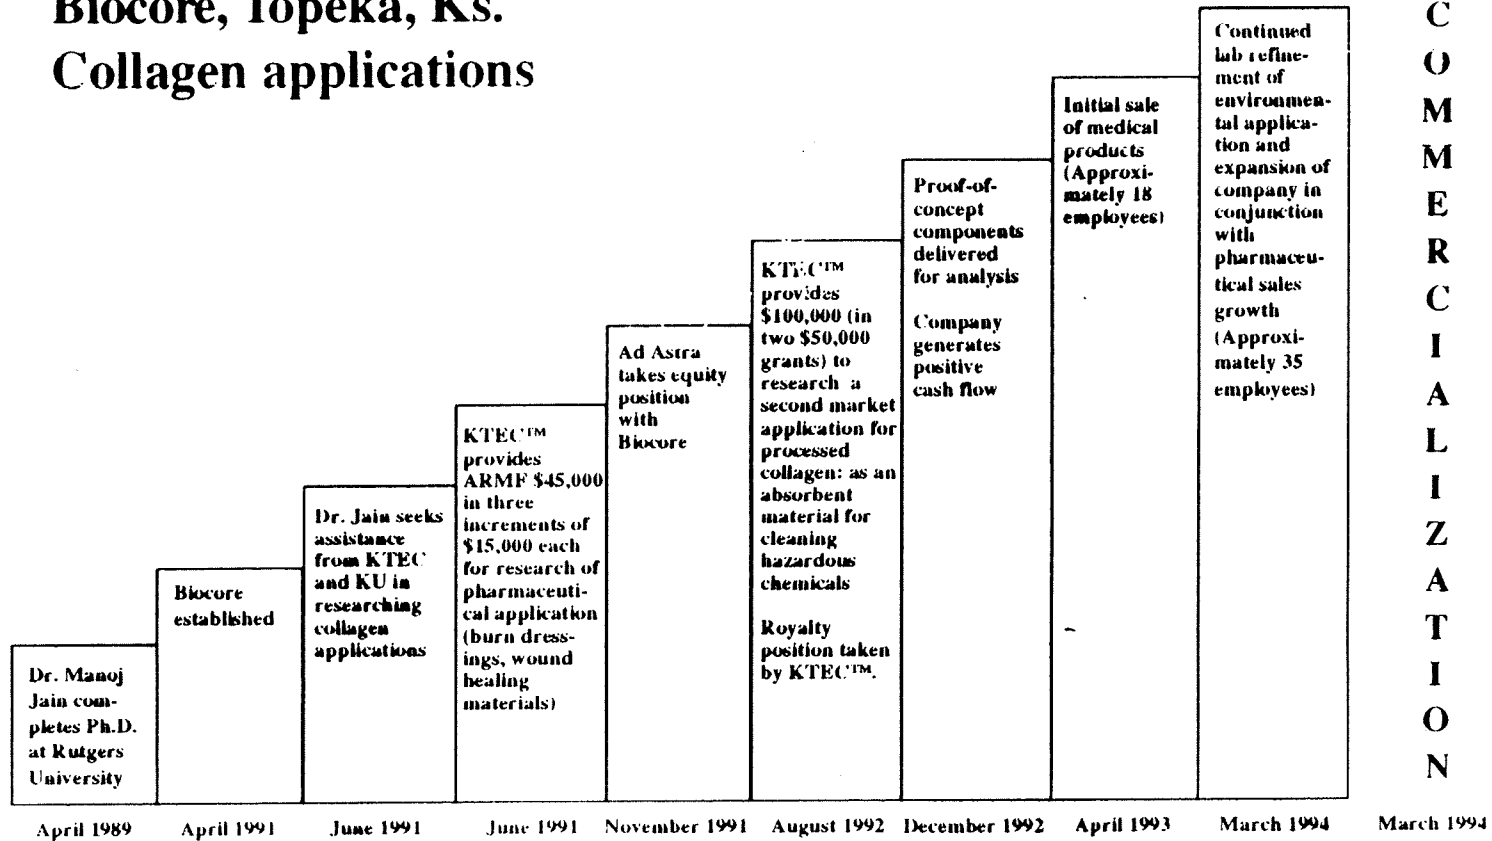 Biocore, Topeka, Ks.
Collagen applications
Dr. Manoj
Jain com-
pletes Ph.D.
at Rutgers
University
Biocore
established
Dr. Jain seeks
assistance
from KTEC
and KU in
researching
collagen
applications
KTEC™
provides
ARMF $45,000
in three
increments of
$15,000 each
for research of
pharmaceuti-
cal application
(burn dress-
ings, wound
healing
materials)
Ad Astra
takes equity
position
with
Biocore
KTEC™
provides
$100,000 (in
two $50,000
grants) to
research a
second market
application for
processed
collagen: as an
absorbent
material for
cleaning
hazardous
chemicals
Royalty
position taken
by KTEC™.
Proof-of-
concept
components
delivered
for analysis
Company
generates
positive
cash flow
Initial sale
of medical
products
(Approxi-
mately 18
employees)
Continued
lab refine-
ment of
environmen-
tal applica-
tion and
expansion of
company in
conjunction
with
pharmaceu-
tical sales
growth
(Approxi-
mately 35
employees)
COMMERCIALIZATION
April 1989 April 1991 June 1991 June 1991 November 1991 August 1992 December 1992 April 1993 March 1994 March 1994